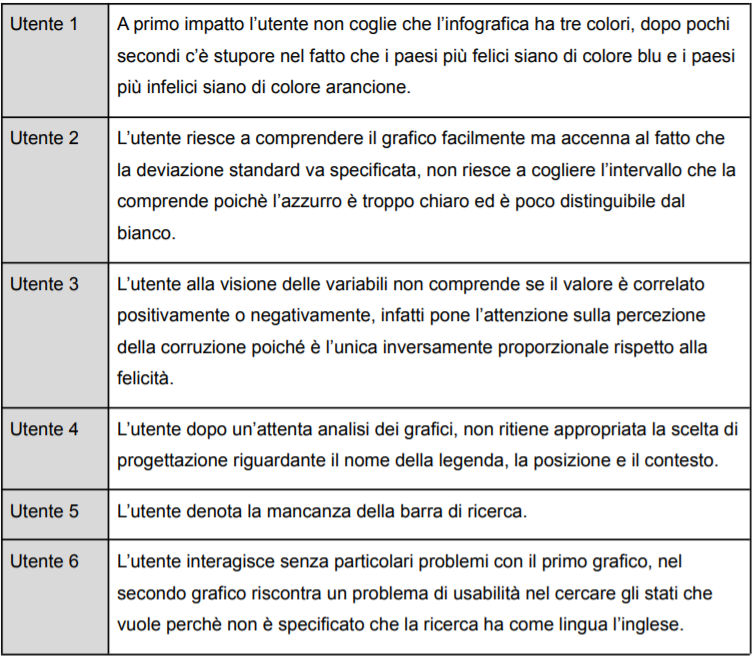 Utente 1
A primo impatto l’utente non coglie che l’infografica ha tre colori, dopo pochi
secondi c’è stupore nel fatto che i paesi più felici siano di colore blu e i paesi
più infelici siano di colore arancione.
Utente 2
L’utente riesce a comprendere il grafico facilmente ma accenna al fatto che
la deviazione standard va specificata, non riesce a cogliere l’intervallo che la
comprende poichè l’azzurro è troppo chiaro ed è poco distinguibile dal
bianco.
Utente 3
L’utente alla visione delle variabili non comprende se il valore è correlato
positivamente o negativamente, infatti pone l’attenzione sulla percezione
della corruzione poiché è l’unica inversamente proporzionale rispetto alla
felicità.
Utente 4
L’utente dopo un’attenta analisi dei grafici, non ritiene appropriata la scelta di
progettazione riguardante il nome della legenda, la posizione e il contesto.
Utente 5
L’utente denota la mancanza della barra di ricerca.
Utente 6
L’utente interagisce senza particolari problemi con il primo grafico, nel
secondo grafico riscontra un problema di usabilità nel cercare gli stati che
vuole perchè non è specificato che la ricerca ha come lingua l’inglese.